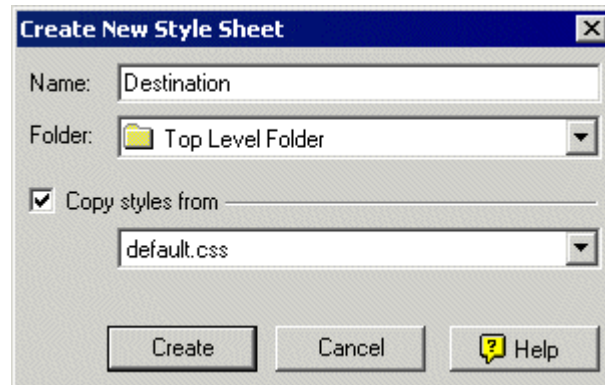 Create New Style Sheet
Name: Destination
Folder: Top Level Folder
Copy styles from
default.css
Create Cancel Help